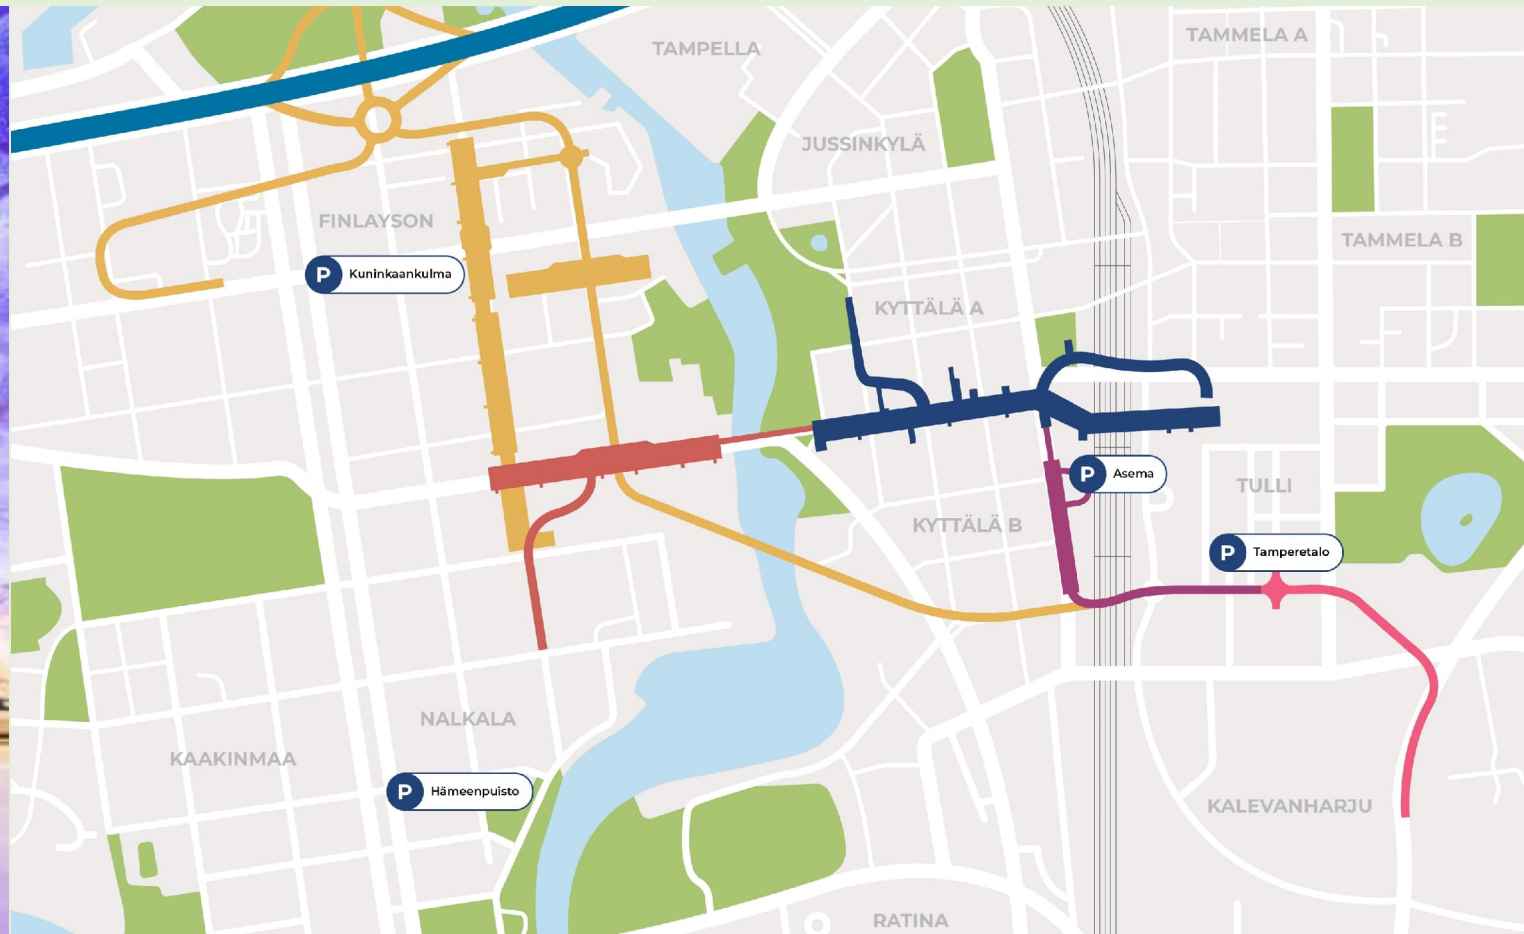 TAMMELA A
TAMPELLA
JUSSINKYLÄ
FINLAYSON
TAMMELA B
P Kuninkaankulma
KYTTÄLÄ A
P Asema
TULLI
KYTTÄLÄ B
P Tamperetalo
NALKALA
KAAKINMAA
P Hämeenpuisto
KALEVANHARJU
RATINA